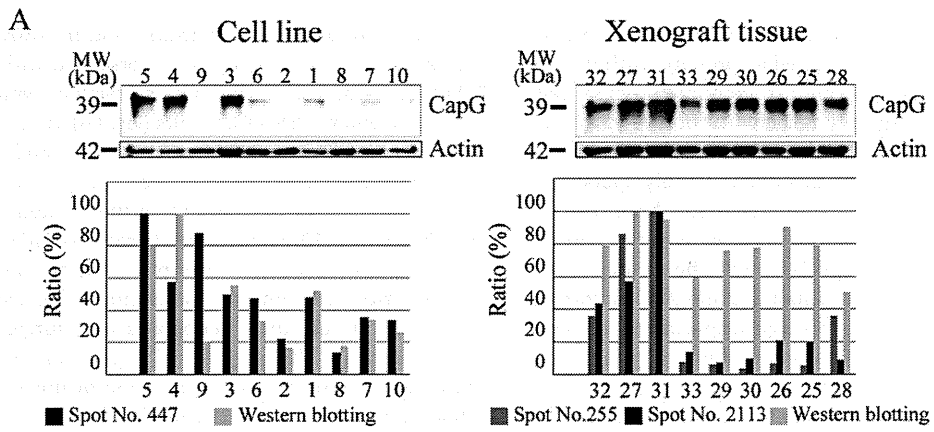 A
Cell line
MW
(kDa)
5 4 9 3 6 2 1 8 7 10
39
CapG
42
Actin
Ratio (%)
100
80
60
40
20
0
5 4 9 3 6 2 1 8 7 10
Spot No. 447 Western blotting
Xenograft tissue
MW
(kDa)
32 27 31 33 29 30 26 25 28
39
CapG
42
Actin
Ratio (%)
100
80
60
40
20
0
32 27 31 33 29 30 26 25 28
Spot No.255 Spot No. 2113 Western blotting